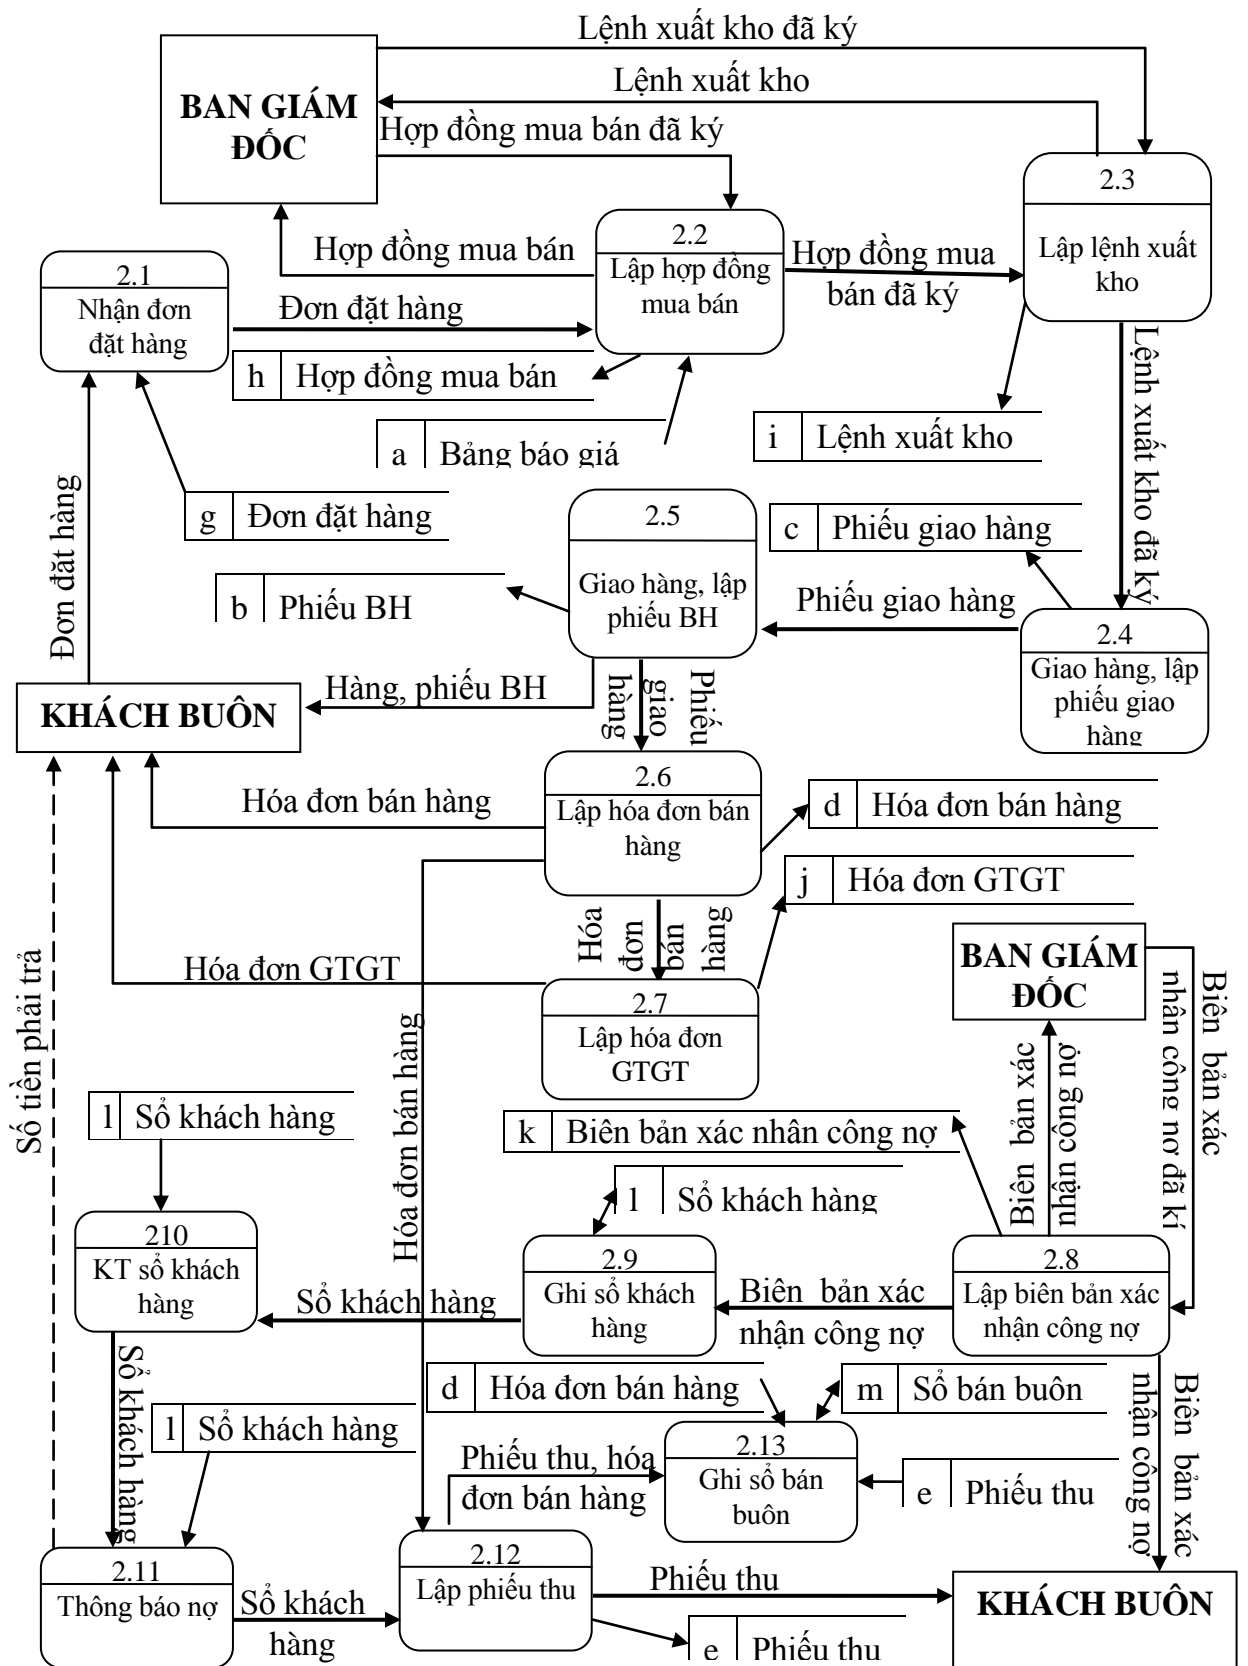 Lệnh xuất kho đã ký
Lệnh xuất kho
BAN GIÁM
ĐỐC
Hợp đồng mua bán đã ký
2.3
Lập lệnh xuất
kho
2.2
Lập hợp đồng
mua bán
Hợp đồng mua bán
Hợp đồng mua
bán đã ký
2.1
Nhận đơn
đặt hàng
Đơn đặt hàng
h Hợp đồng mua bán
Lệnh xuất kho đã ký
a Bảng báo giá
i Lệnh xuất kho
Đơn đăt hàng
g Đơn đặt hàng
2.5
Giao hàng, lập
phiếu BH
c Phiếu giao hàng
b Phiếu BH
Phiếu giao hàng
2.4
Giao hàng, lập
phiếu giao
hàng
Hàng, phiếu BH
Phiếu
giao
hàng
KHÁCH BUÔN
2.6
Lập hóa đơn bán
hàng
Hóa đơn bán hàng
d Hóa đơn bán hàng
j Hóa đơn GTGT
Hóa
đơn
bán
hàng
BAN GIÁM
ĐỐC
Hóa đơn GTGT
2.7
Lập hóa đơn
GTGT
Số tiền phải trả
Hóa đơn bán hàng
Biên bản xác
nhận công nợ
Biên bản xác
nhân công nơ đã kí
l Sổ khách hàng
k Biên bản xác nhân công nợ
l Sổ khách hàng
210
KT sổ khách
hàng
Sổ khách hàng
2.9
Ghi sổ khách
hàng
Biên bản xác
nhận công nợ
2.8
Lập biên bản xác
nhận công nợ
Sổ khách hàng
d Hóa đơn bán hàng
m Sổ bán buôn
Biên bản xác
nhận công nợ
l Sổ khách hàng
Phiếu thu, hóa
đơn bán hàng
2.13
Ghi sổ bán
buôn
e Phiếu thu
2.11
Thông báo nợ
Sổ khách
hàng
2.12
Lập phiếu thu
Phiếu thu
e Phiếu thu
KHÁCH BUÔN